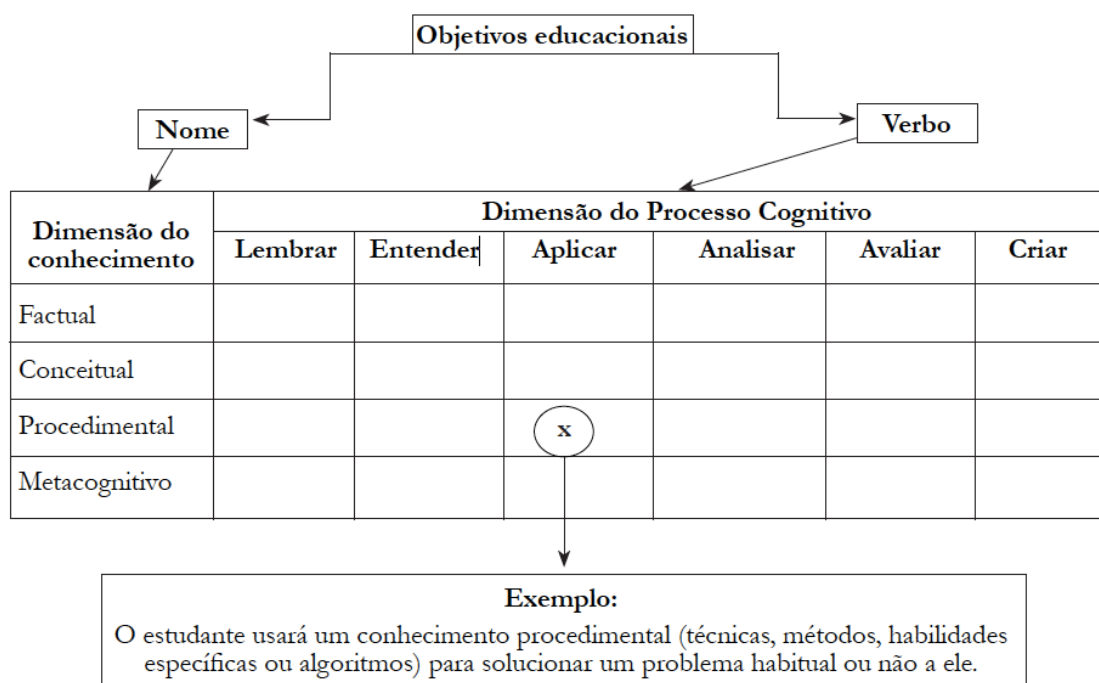 Objetivos educacionais
Nome
Verbo
Dimensão do
conhecimento
Dimensão do Processo Cognitivo
Lembrar Entender Aplicar Analisar Avaliar Criar
Factual
Conceitual
Procedimental
x
Metacognitivo
Exemplo:
O estudante usará um conhecimento procedimental (técnicas, métodos, habilidades
específicas ou algoritmos) para solucionar um problema habitual ou não a ele.